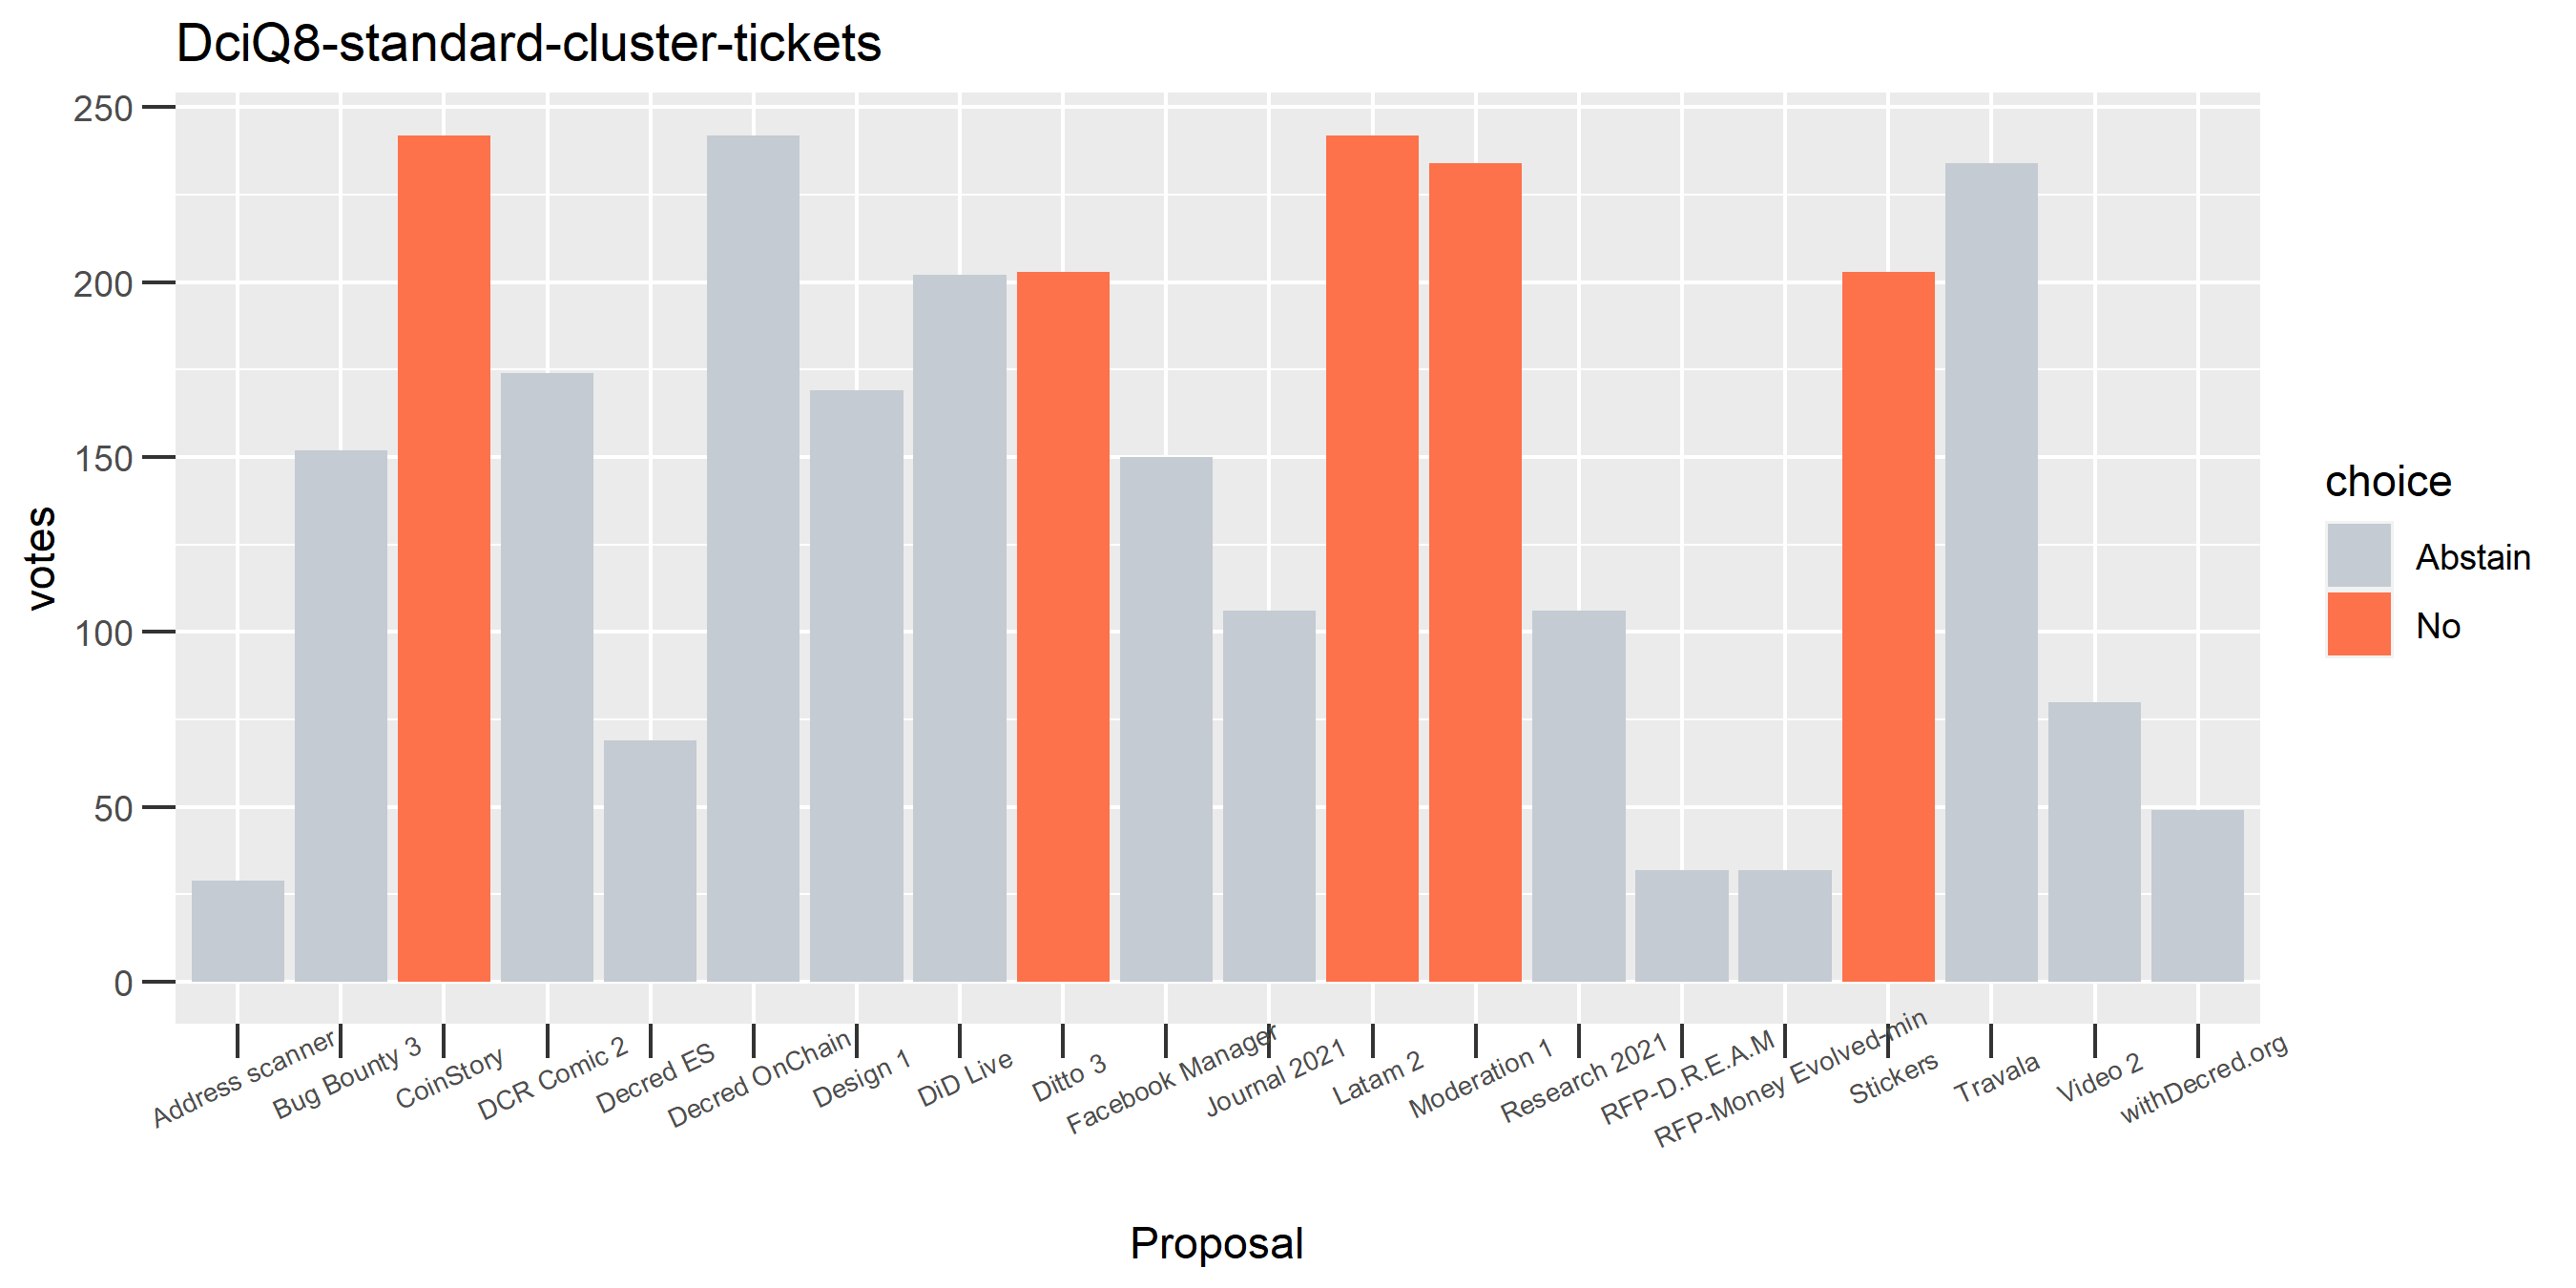 DciQ8-standard-cluster-tickets
votes
250
200
150
100
50
0
Address scanner
Bug Bounty 3
CoinStory
DCR Comic 2
Decred ES
Decred OnChain
Design 1
DiD Live
Ditto 3
Facebook Manager
Journal 2021
Latam 2
Moderation 1
Research 2021
RFP-D.R.E.A.M
RFP-Money Evolved-min
Stickers
Travala
Video 2
withDecred.org
Proposal
choice
Abstain
No